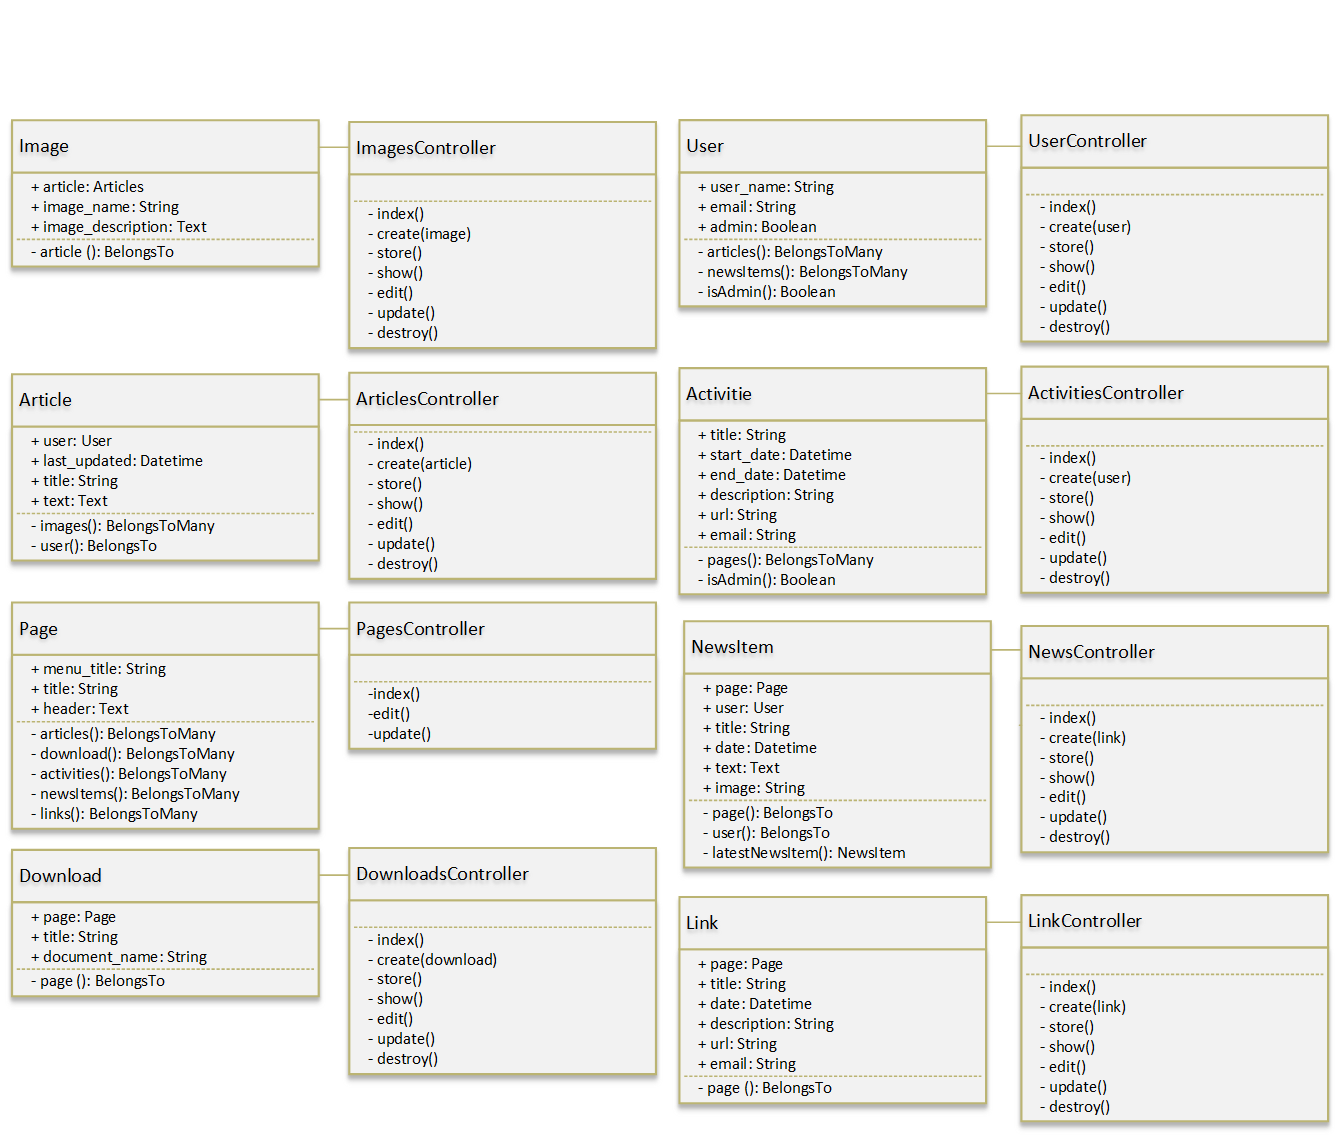 Image
+ article: Articles
+ image_name: String
+ image_description: Text
- article (): BelongsTo
ImagesController
- index()
- create(image)
- store()
- show()
- edit()
- update()
- destroy()
User
+ user_name: String
+ email: String
+ admin: Boolean
- articles(): BelongsToMany
- newsItems(): BelongsToMany
- isAdmin(): Boolean
UserController
- index()
- create(user)
- store()
- show()
- edit()
- update()
- destroy()
Article
+ user: User
+ last_updated: Datetime
+ title: String
+ text: Text
- images(): BelongsToMany
- user(): BelongsTo
ArticlesController
- index()
- create(article)
- store()
- show()
- edit()
- update()
- destroy()
Activitie
+ title: String
+ start_date: Datetime
+ end_date: Datetime
+ description: String
+ url: String
+ email: String
- pages(): BelongsToMany
- isAdmin(): Boolean
ActivitiesController
- index()
- create(user)
- store()
- show()
- edit()
- update()
- destroy()
Page
+ menu_title: String
+ title: String
+ header: Text
- articles(): BelongsToMany
- download(): BelongsToMany
- activities(): BelongsToMany
- newsItems(): BelongsToMany
- links(): BelongsToMany
PagesController
-index()
-edit()
-update()
NewsItem
+ page: Page
+ user: User
+ title: String
+ date: Datetime
+ text: Text
+ image: String
- page(): BelongsTo
- user(): BelongsTo
- latestNewsItem(): NewsItem
NewsController
- index()
- create(link)
- store()
- show()
- edit()
- update()
- destroy()
Download
+ page: Page
+ title: String
+ document_name: String
- page (): BelongsTo
DownloadsController
- index()
- create(download)
- store()
- show()
- edit()
- update()
- destroy()
Link
+ page: Page
+ title: String
+ date: Datetime
+ description: String
+ url: String
+ email: String
- page (): BelongsTo
LinkController
- index()
- create(link)
- store()
- show()
- edit()
- update()
- destroy()